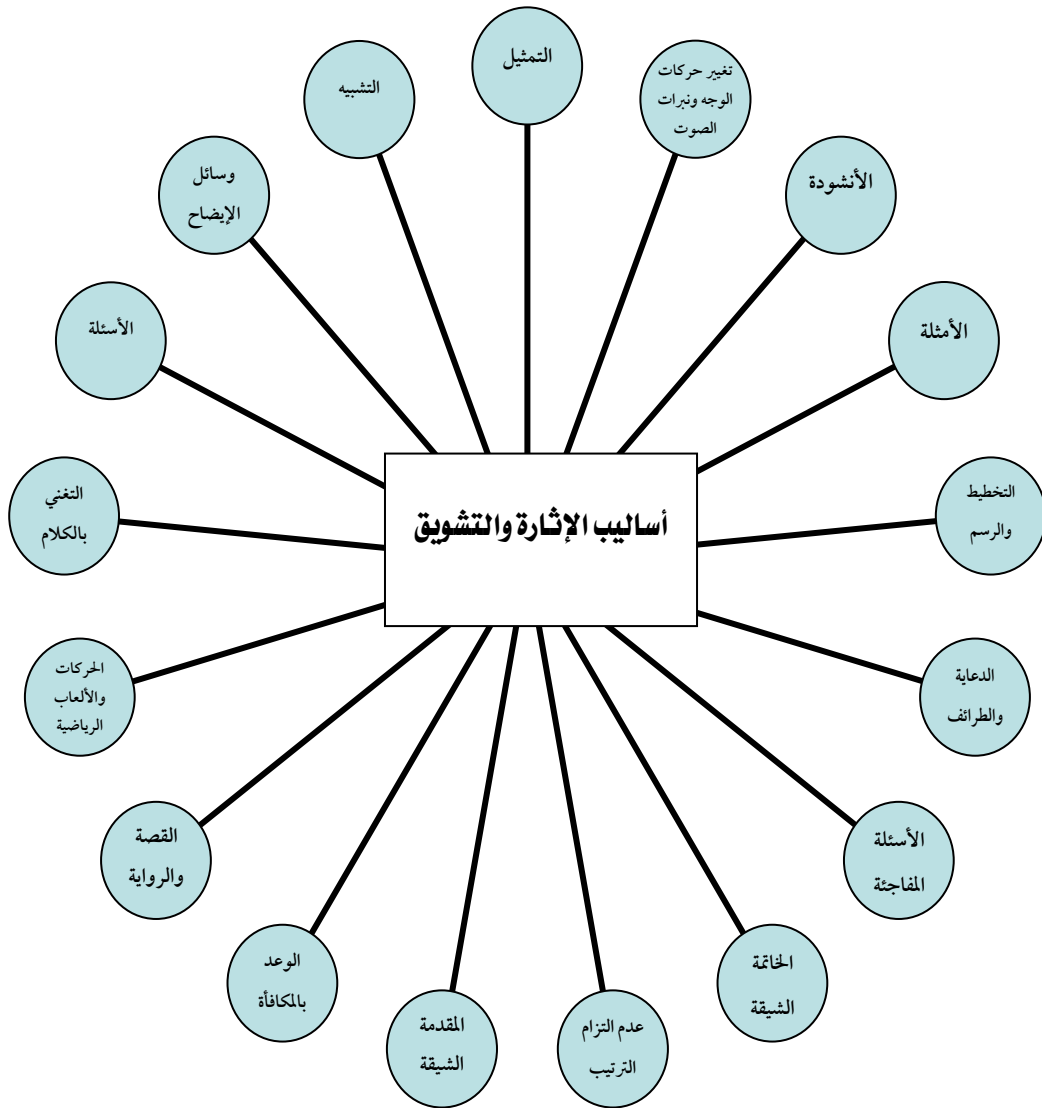 أساليب الإثارة والتشويق
التمثيل
تغيير حركات
الوجه ونبرات
الصوت
الأنشودة
الأمثلة
التخطيط
والرسم
الدعاية
والطرائف
الأسئلة
المفاجئة
الخاتمة
الشيقة
عدم التزام
الترتيب
المقدمة
الشيقة
الوعد
بالمكافأة
القصة
والرواية
الحركات
والألعاب
الرياضية
التغني
بالكلام
الأسئلة
وسائل
الإيضاح
التشبيه